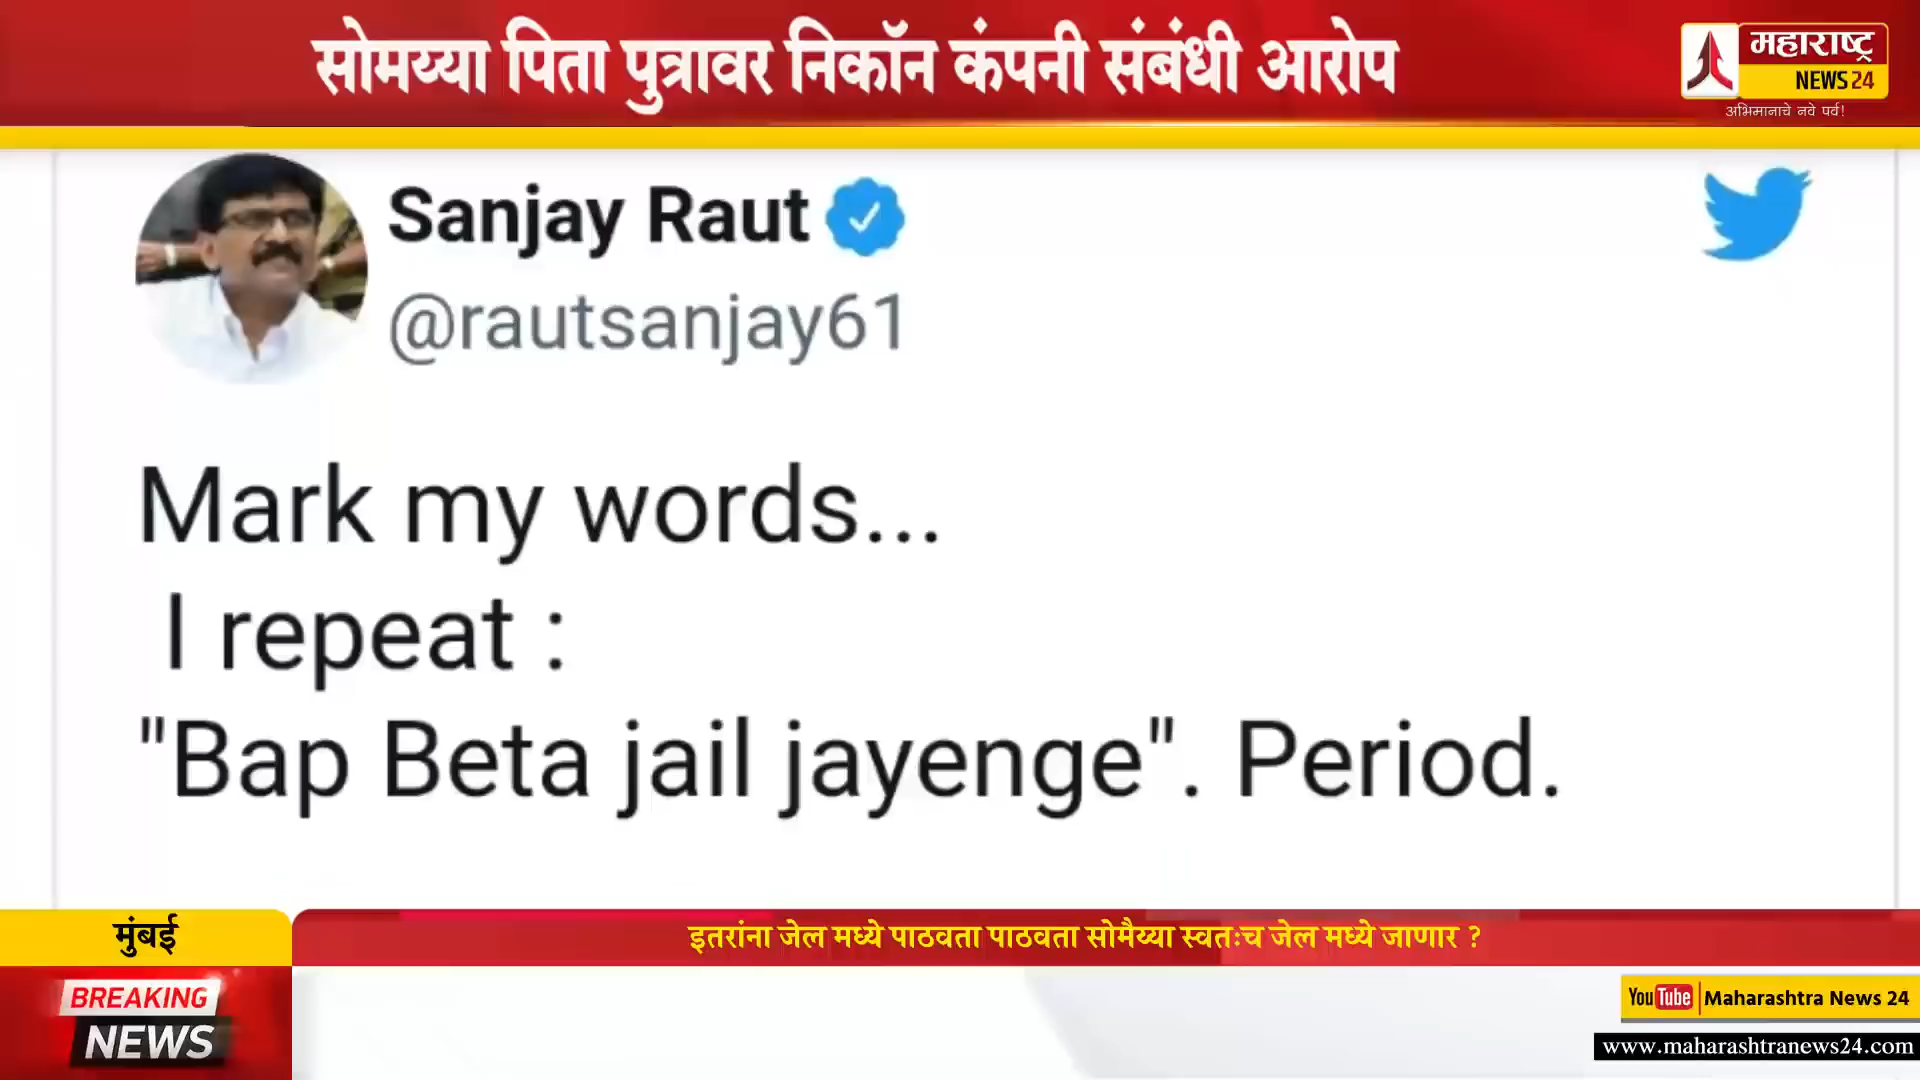 सोमय्या पिता पुत्रावर निकॉन कंपनी संबंधी आरोप
महाराष्ट्र
NEWS 24
अभिमानाचे नवे पर्व!
Sanjay Raut
@rautsanjay61
Mark my words...
I repeat :
"Bap Beta jail jayenge". Period.
मुंबई
इतरांना जेल मध्ये पाठवता पाठवता सोमैय्या स्वतःच जेल मध्ये जाणार ?
BREAKING
NEWS
YouTube Maharashtra News 24
www.maharashtranews24.com